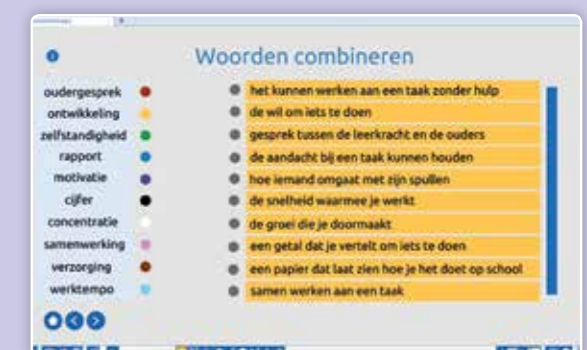 Woorden combineren
oudergesprek
ontwikkeling
zelfstandigheid
rapport
motivatie
cijfer
concentratie
samenwerking
verzorging
werktempo
het kunnen werken aan een taak zonder hulp
de wil om iets te doen
gesprek tussen de leerkracht en de ouders
de aandacht bij een taak kunnen houden
hoe iemand omgaat met zijn spullen
de snelheid waarmee je werkt
de groei die je doormaakt
een getal dat je vertelt om iets te doen
een papier dat laat zien hoe je het doet op school
samen werken aan een taak